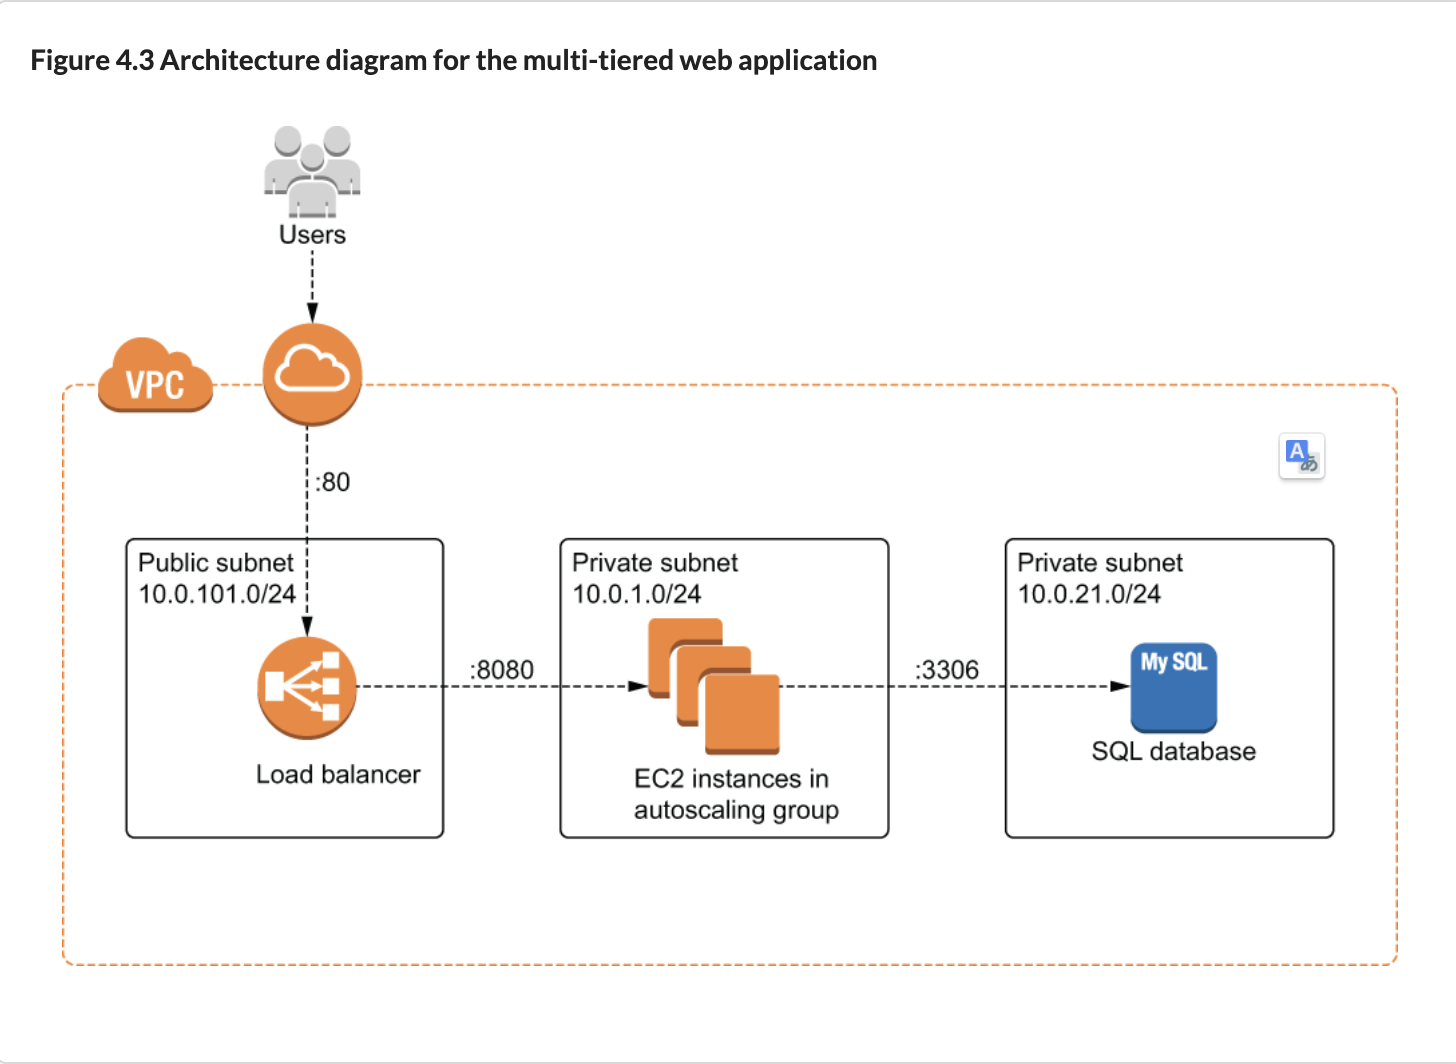 Figure 4.3 Architecture diagram for the multi-tiered web application
Users
VPC
:80
A
あ
Public subnet
10.0.101.0/24
Load balancer
:8080
Private subnet
10.0.1.0/24
EC2 instances in
autoscaling group
:3306
Private subnet
10.0.21.0/24
My SQL
SQL database